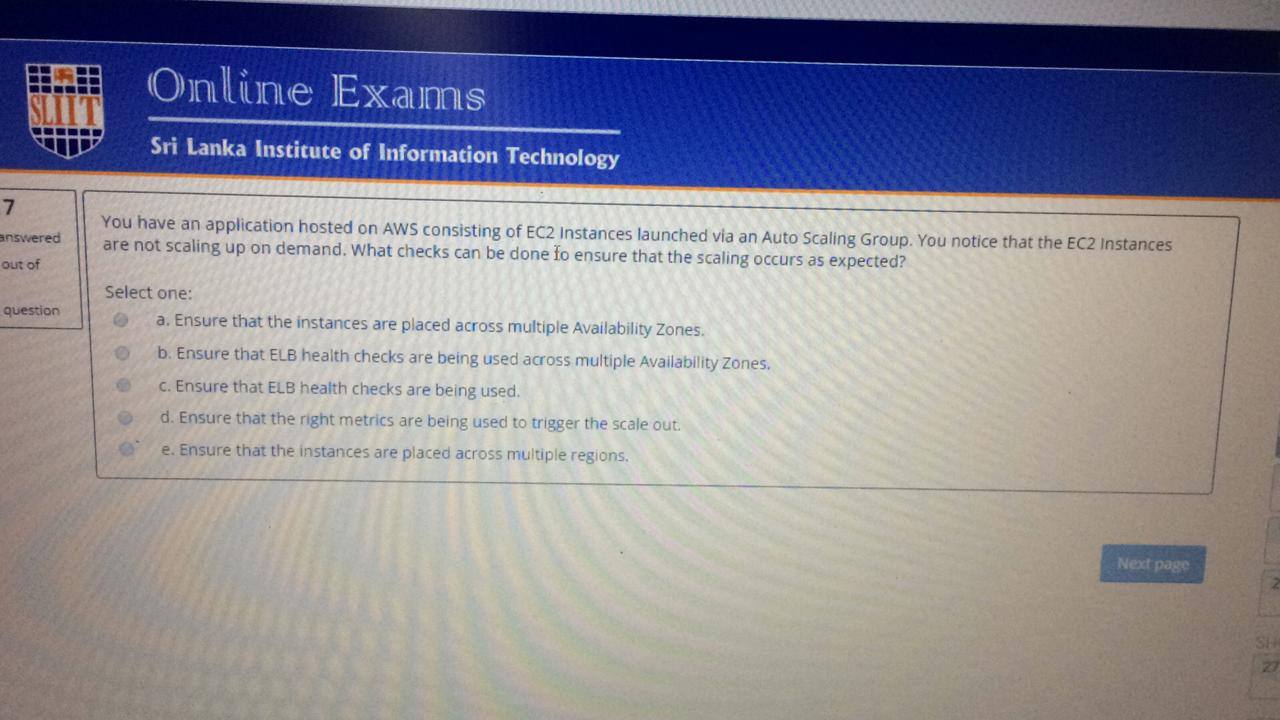 SLIIT
Online Exams
Sri Lanka Institute of Information Technology
7
answered
out of
question
You have an application hosted on AWS consisting of EC2 Instances launched via an Auto Scaling Group. You notice that the EC2 Instances
are not scaling up on demand. What checks can be done to ensure that the scaling occurs as expected?
Select one:
a. Ensure that the instances are placed across multiple Availability Zones.
b. Ensure that ELB health checks are being used across multiple Availability Zones.
c. Ensure that ELB health checks are being used.
d. Ensure that the right metrics are being used to trigger the scale out.
e. Ensure that the instances are placed across multiple regions.
Next page
27